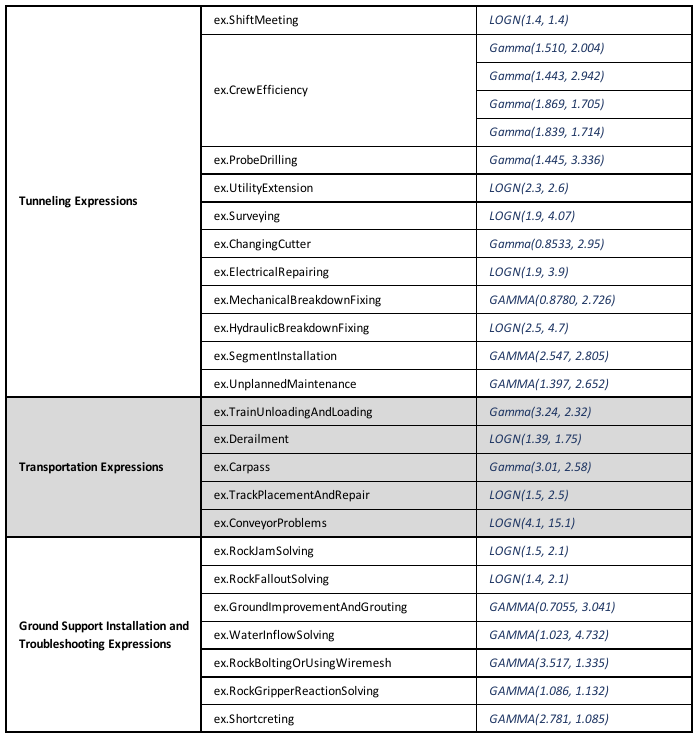 Tunneling Expressions
ex.ShiftMeeting LOGN(1.4, 1.4)
ex.CrewEfficiency Gamma(1.510, 2.004)
Gamma(1.443, 2.942)
Gamma(1.869, 1.705)
Gamma(1.839, 1.714)
ex.ProbeDrilling Gamma(1.445, 3.336)
ex.UtilityExtension LOGN(2.3, 2.6)
ex.Surveying LOGN(1.9, 4.07)
ex.ChangingCutter Gamma(0.8533, 2.95)
ex.ElectricalRepairing LOGN(1.9, 3.9)
ex.MechanicalBreakdownFixing GAMMA(0.8780, 2.726)
ex.HydraulicBreakdownFixing LOGN(2.5, 4.7)
ex.SegmentInstallation GAMMA(2.547, 2.805)
ex.UnplannedMaintenance GAMMA(1.397, 2.652)
Transportation Expressions
ex.TrainUnloadingAndLoading Gamma(3.24, 2.32)
ex.Derailment LOGN(1.39, 1.75)
ex.Carpass Gamma(3.01, 2.58)
ex.TrackPlacementAndRepair LOGN(1.5, 2.5)
ex.ConveyorProblems LOGN(4.1, 15.1)
Ground Support Installation and
Troubleshooting Expressions
ex.RockJamSolving LOGN(1.5, 2.1)
ex.RockFalloutSolving LOGN(1.4, 2.1)
ex.GroundImprovementAndGrouting GAMMA(0.7055, 3.041)
ex.WaterInflowSolving GAMMA(1.023, 4.732)
ex.RockBoltingOrUsingWiremesh GAMMA(3.517, 1.335)
ex.RockGripperReactionSolving GAMMA(1.086, 1.132)
ex.Shortcreting GAMMA(2.781, 1.085)